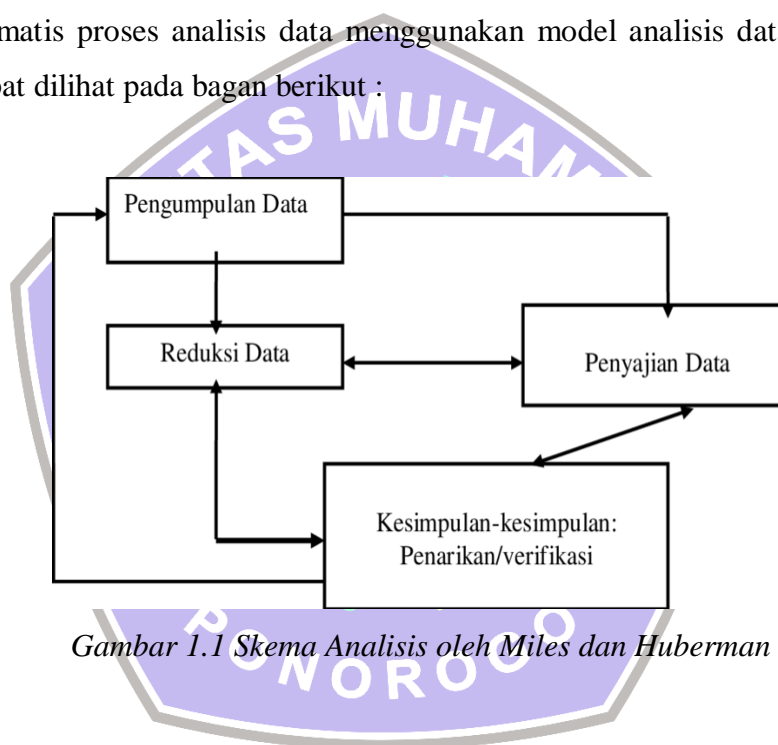 matis proses analisis data menggunakan model analisis dat
at dilihat pada bagan berikut :
TAS MUHAM
Pengumpulan Data
Reduksi Data
Penyajian Data
Kesimpulan-kesimpulan:
Penarikan/verifikasi
Gambar 1.1 Skema Analisis oleh Miles dan Huberman
PONOROGO